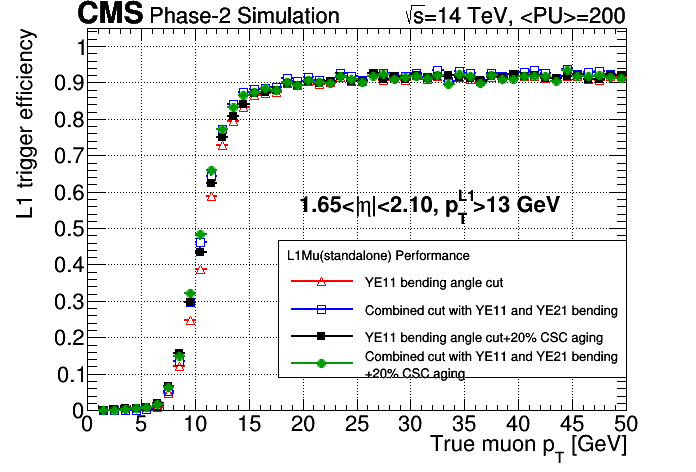 CMS Phase-2 Simulation √s=14 TeV, <PU>=200
L1 trigger efficiency
1
0.9
0.8
0.7
0.6
0.5
0.4
0.3
0.2
0.1
0
1.65<|η|<2.10, p_T^L1>13 GeV
L1Mu(standalone) Performance
YE11 bending angle cut
Combined cut with YE11 and YE21 bending
YE11 bending angle cut+20% CSC aging
Combined cut with YE11 and YE21 bending
+20% CSC aging
0 5 10 15 20 25 30 35 40 45 50
True muon p_T [GeV]